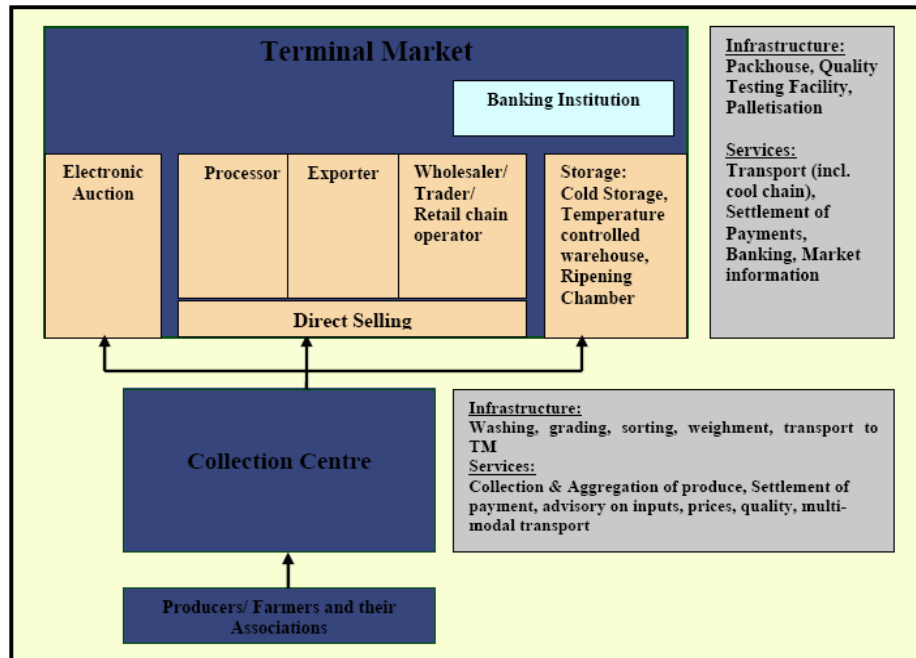 Terminal Market
Banking Institution
Electronic
Auction
Processor
Exporter
Wholesaler/
Trader/
Retail chain
operator
Direct Selling
Storage:
Cold Storage,
Temperature
controlled
warehouse,
Ripening
Chamber
Infrastructure:
Packhouse, Quality
Testing Facility,
Palletisation
Services:
Transport (incl.
cool chain),
Settlement of
Payments,
Banking, Market
information
Collection Centre
Infrastructure:
Washing, grading, sorting, weighment, transport to
TM
Services:
Collection & Aggregation of produce, Settlement of
payment, advisory on inputs, prices, quality, multi-
modal transport
Producers/ Farmers and their
Associations